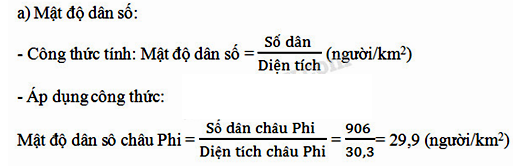 a) Mật độ dân số:
- Công thức tính: Mật độ dân số = Số dân / Diện tích (người/km²)
- Áp dụng công thức:
Mật độ dân sô châu Phi = Số dân châu Phi / Diện tích châu Phi = 906 / 30,3 = 29,9 (người/km²)